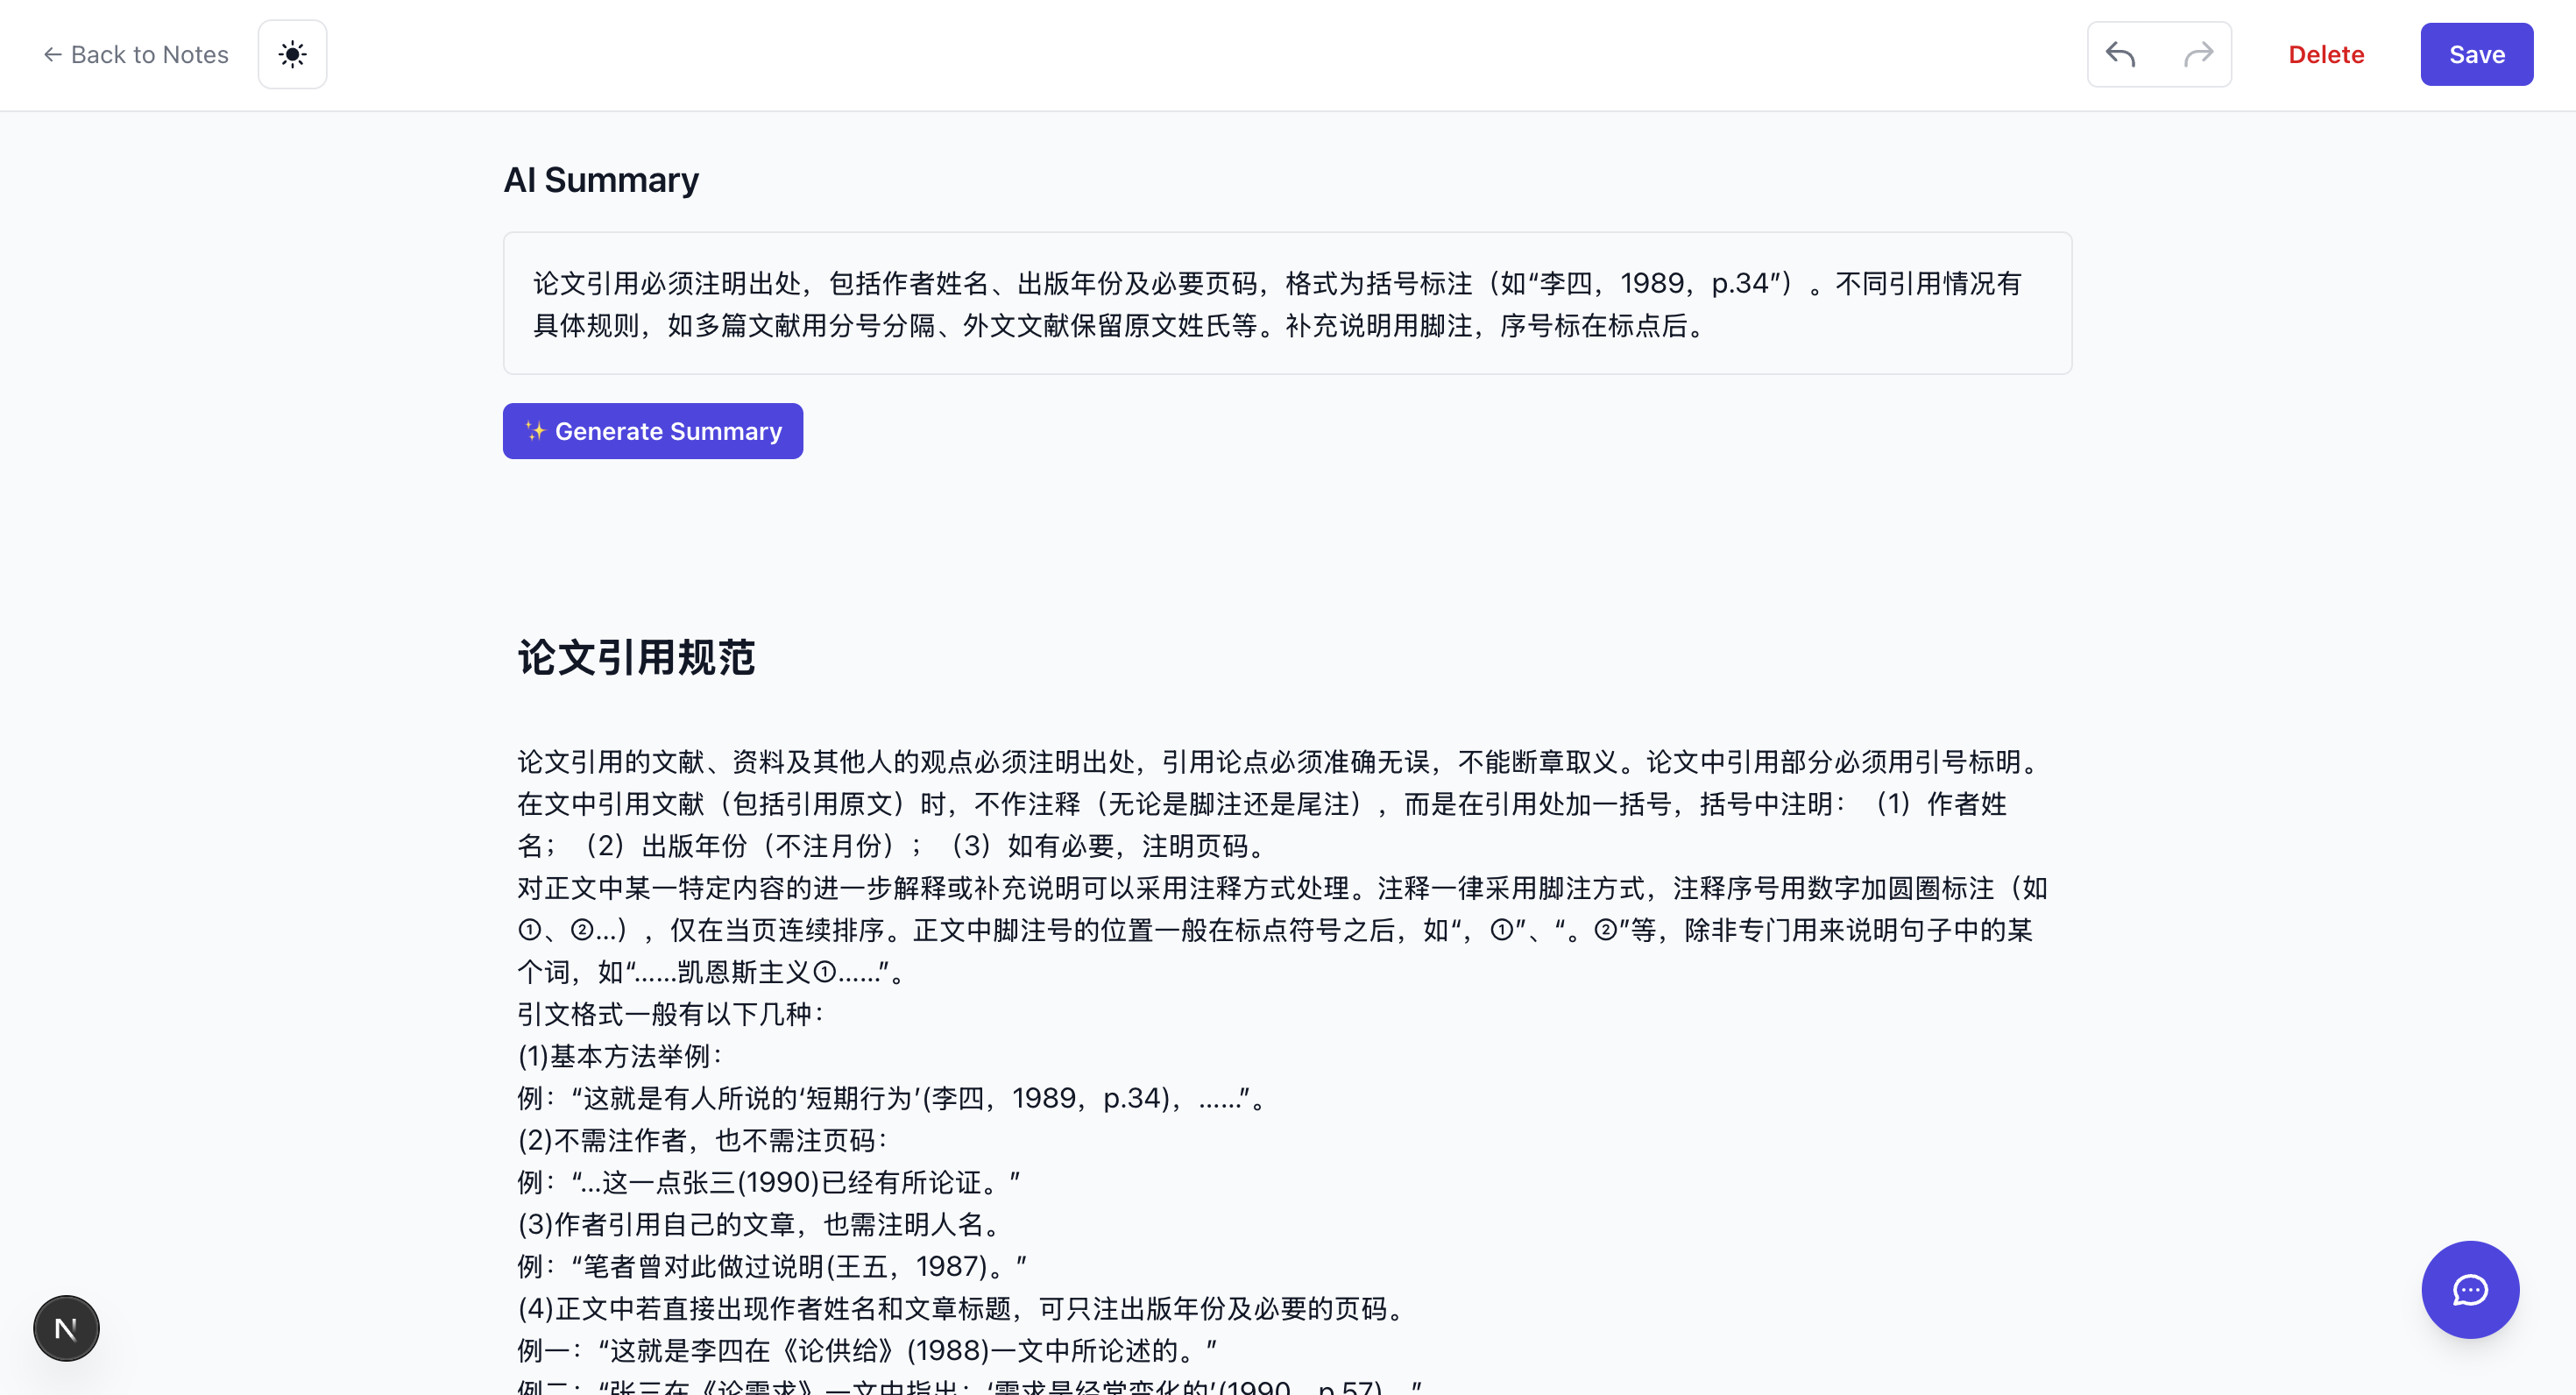 ← Back to Notes
Delete
Save
AI Summary
论文引用必须注明出处，包括作者姓名、出版年份及必要页码，格式为括号标注（如“李四，1989，p.34”）。不同引用情况有
具体规则，如多篇文献用分号分隔、外文文献保留原文姓氏等。补充说明用脚注，序号标在标点后。
✨ Generate Summary
论文引用规范
论文引用的文献、资料及其他人的观点必须注明出处，引用论点必须准确无误，不能断章取义。论文中引用部分必须用引号标明。
在文中引用文献（包括引用原文）时，不作注释（无论是脚注还是尾注），而是在引用处加一括号，括号中注明：（1）作者姓
名；（2）出版年份（不注月份）；（3）如有必要，注明页码。
对正文中某一特定内容的进一步解释或补充说明可以采用注释方式处理。注释一律采用脚注方式，注释序号用数字加圆圈标注（如
①、②…），仅在当页连续排序。正文中脚注号的位置一般在标点符号之后，如“，①”、“。②”等，除非专门用来说明句子中的某
个词，如“……凯恩斯主义①……”。
引文格式一般有以下几种：
(1)基本方法举例：
例：“这就是有人所说的‘短期行为’(李四，1989，p.34)，……”。
(2)不需注作者，也不需注页码：
例：“…这一点张三(1990)已经有所论证。”
(3)作者引用自己的文章，也需注明人名。
例：“笔者曾对此做过说明(王五，1987)。”
(4)正文中若直接出现作者姓名和文章标题，可只注出版年份及必要的页码。
例一：“这就是李四在《论供给》(1988)一文中所论述的。”
例二：“张三在《论需求》一文中指出：‘需求是经常变化的’(1990，p.57)，”
N